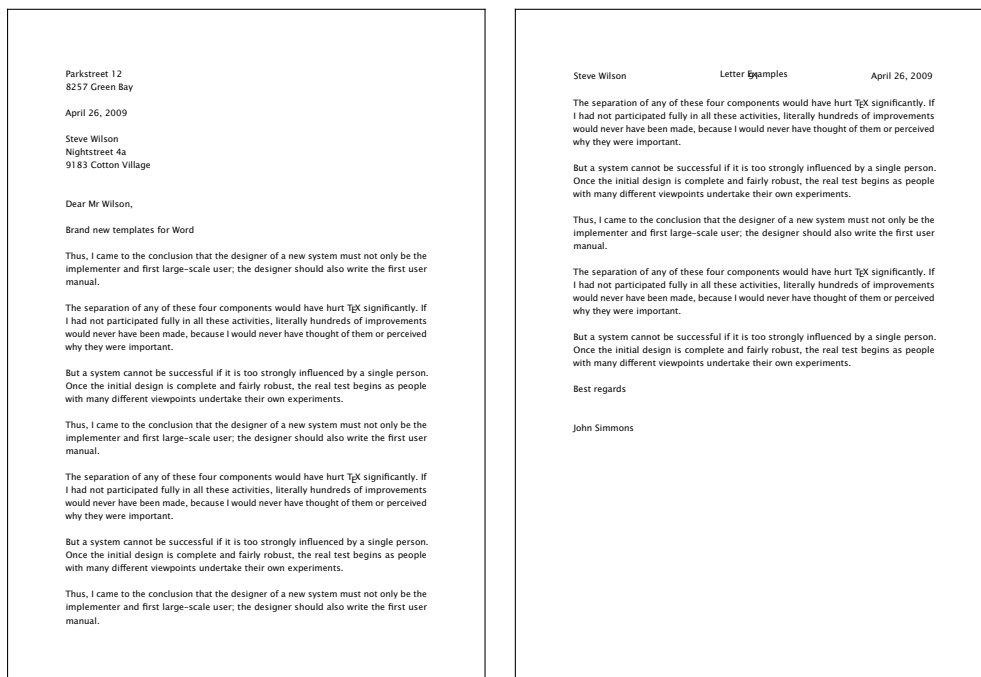 Parkstreet 12
8257 Green Bay
April 26, 2009
Steve Wilson
Nightstreet 4a
9183 Cotton Village
Dear Mr Wilson,
Brand new templates for Word
Thus, I came to the conclusion that the designer of a new system must not only be the
implementer and first large-scale user; the designer should also write the first user
manual.
The separation of any of these four components would have hurt TEX significantly. If
I had not participated fully in all these activities, literally hundreds of improvements
would never have been made, because I would never have thought of them or perceived
why they were important.
But a system cannot be successful if it is too strongly influenced by a single person.
Once the initial design is complete and fairly robust, the real test begins as people
with many different viewpoints undertake their own experiments.
Thus, I came to the conclusion that the designer of a new system must not only be the
implementer and first large-scale user; the designer should also write the first user
manual.
The separation of any of these four components would have hurt TEX significantly. If
I had not participated fully in all these activities, literally hundreds of improvements
would never have been made, because I would never have thought of them or perceived
why they were important.
But a system cannot be successful if it is too strongly influenced by a single person.
Once the initial design is complete and fairly robust, the real test begins as people
with many different viewpoints undertake their own experiments.
Thus, I came to the conclusion that the designer of a new system must not only be the
implementer and first large-scale user; the designer should also write the first user
manual.
Steve Wilson Letter Examples April 26, 2009
The separation of any of these four components would have hurt TEX significantly. If
I had not participated fully in all these activities, literally hundreds of improvements
would never have been made, because I would never have thought of them or perceived
why they were important.
But a system cannot be successful if it is too strongly influenced by a single person.
Once the initial design is complete and fairly robust, the real test begins as people
with many different viewpoints undertake their own experiments.
Thus, I came to the conclusion that the designer of a new system must not only be the
implementer and first large-scale user; the designer should also write the first user
manual.
The separation of any of these four components would have hurt TEX significantly. If
I had not participated fully in all these activities, literally hundreds of improvements
would never have been made, because I would never have thought of them or perceived
why they were important.
But a system cannot be successful if it is too strongly influenced by a single person.
Once the initial design is complete and fairly robust, the real test begins as people
with many different viewpoints undertake their own experiments.
Best regards
John Simmons